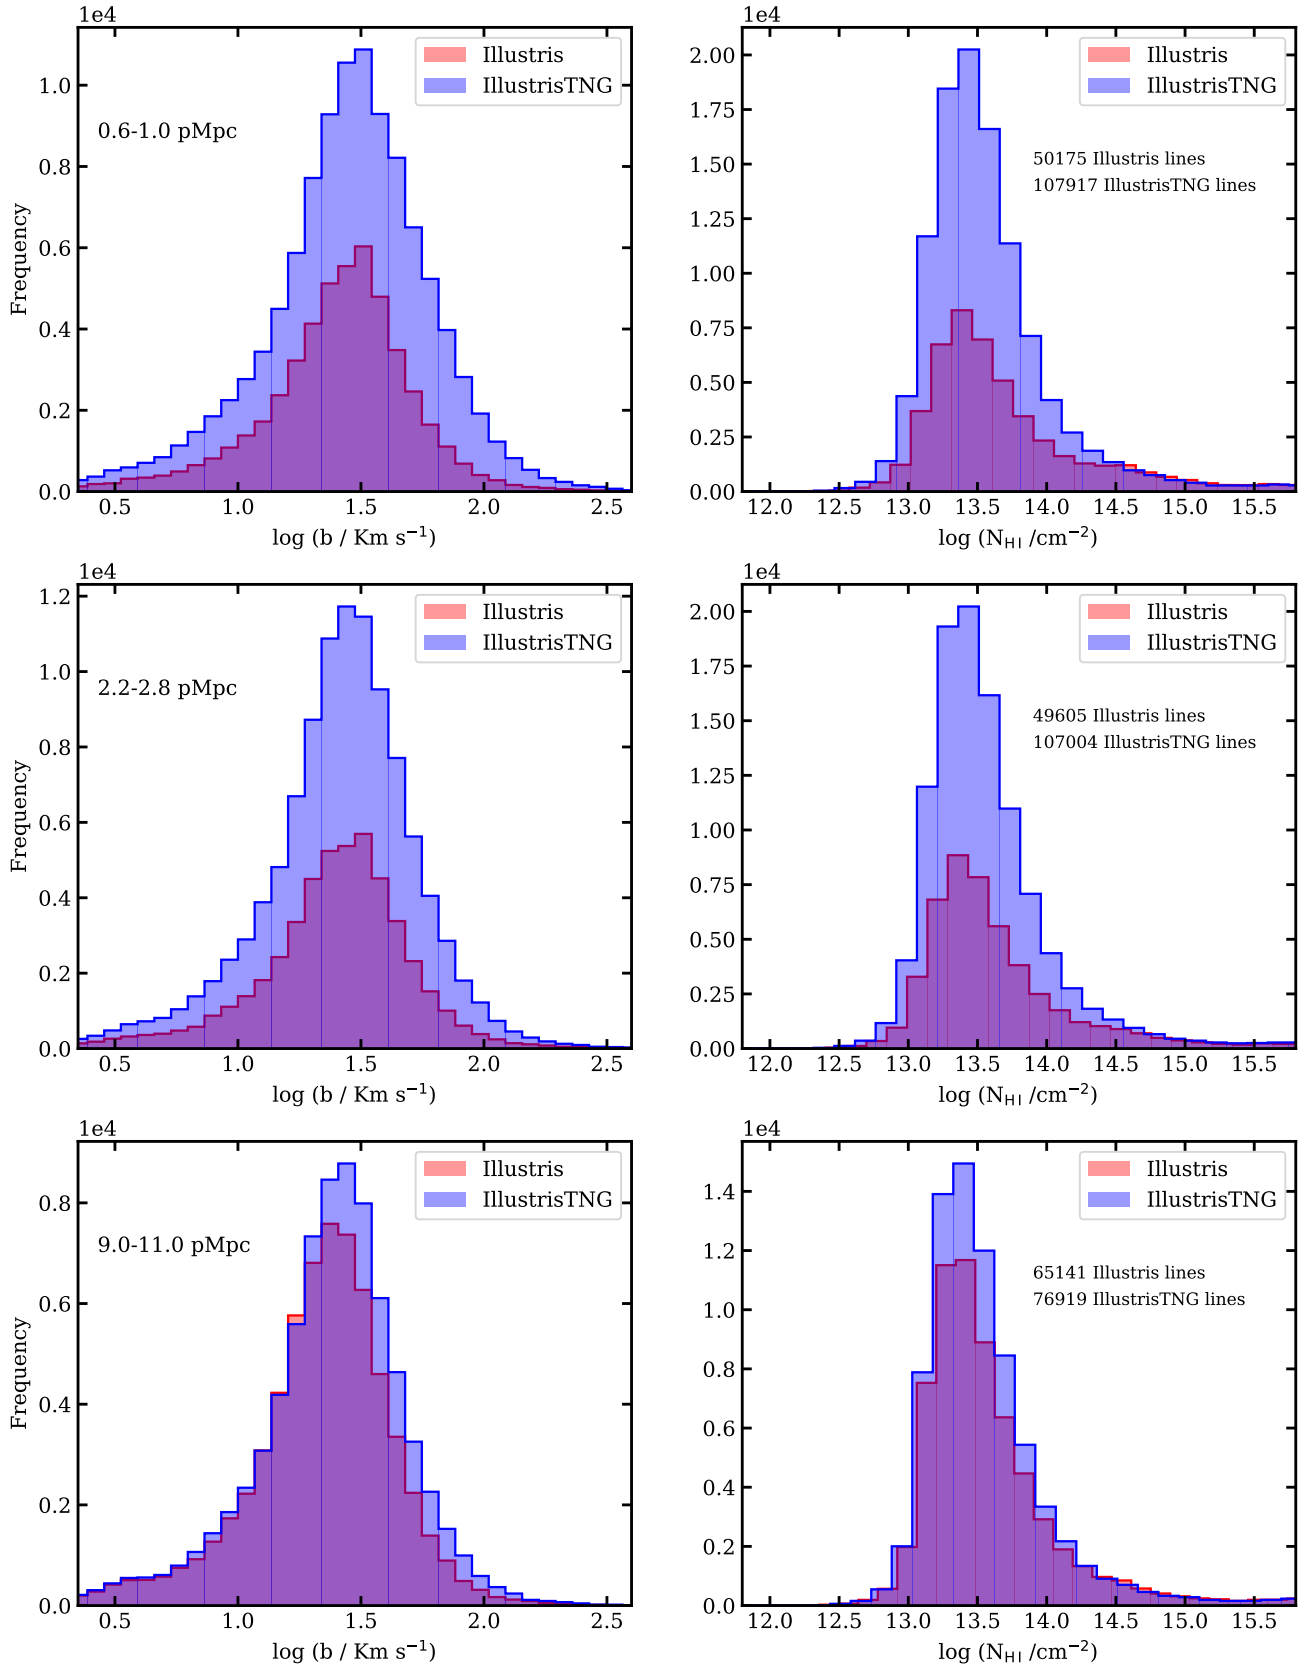 1e4
Frequency
1.0
0.8
0.6
0.4
0.2
0.0
0.5 1.0 1.5 2.0 2.5
log (b / Km s⁻¹)
Illustris
IllustrisTNG
0.6-1.0 pMpc
1e4
2.00
1.75
1.50
1.25
1.00
0.75
0.50
0.25
0.00
12.0 12.5 13.0 13.5 14.0 14.5 15.0 15.5
log (N_HI /cm⁻²)
Illustris
IllustrisTNG
50175 Illustris lines
107917 IllustrisTNG lines
1e4
Frequency
1.2
1.0
0.8
0.6
0.4
0.2
0.0
0.5 1.0 1.5 2.0 2.5
log (b / Km s⁻¹)
Illustris
IllustrisTNG
2.2-2.8 pMpc
1e4
2.00
1.75
1.50
1.25
1.00
0.75
0.50
0.25
0.00
12.0 12.5 13.0 13.5 14.0 14.5 15.0 15.5
log (N_HI /cm⁻²)
Illustris
IllustrisTNG
49605 Illustris lines
107004 IllustrisTNG lines
1e4
Frequency
0.8
0.6
0.4
0.2
0.0
0.5 1.0 1.5 2.0 2.5
log (b / Km s⁻¹)
Illustris
IllustrisTNG
9.0-11.0 pMpc
1e4
1.4
1.2
1.0
0.8
0.6
0.4
0.2
0.0
12.0 12.5 13.0 13.5 14.0 14.5 15.0 15.5
log (N_HI /cm⁻²)
Illustris
IllustrisTNG
65141 Illustris lines
76919 IllustrisTNG lines